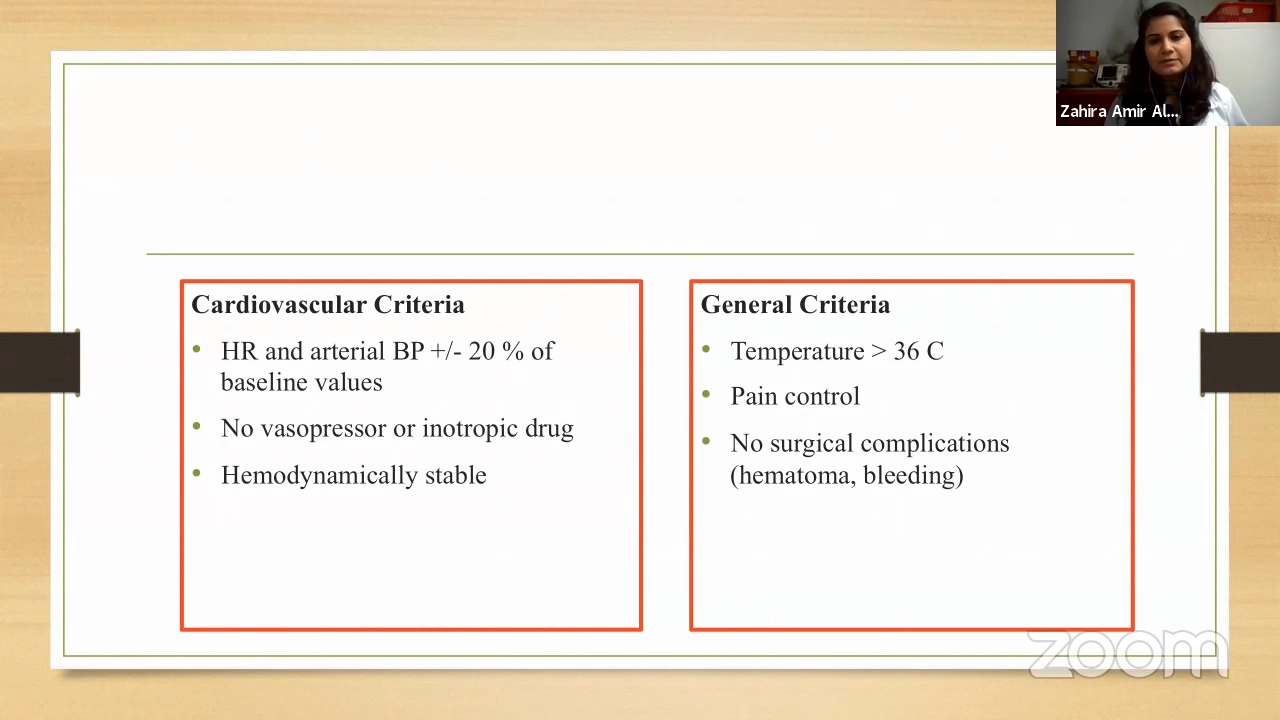 Zahira Amir Al...
Cardiovascular Criteria
• HR and arterial BP +/- 20 % of
baseline values
• No vasopressor or inotropic drug
• Hemodynamically stable
General Criteria
• Temperature > 36 C
• Pain control
• No surgical complications
(hematoma, bleeding)
zoom